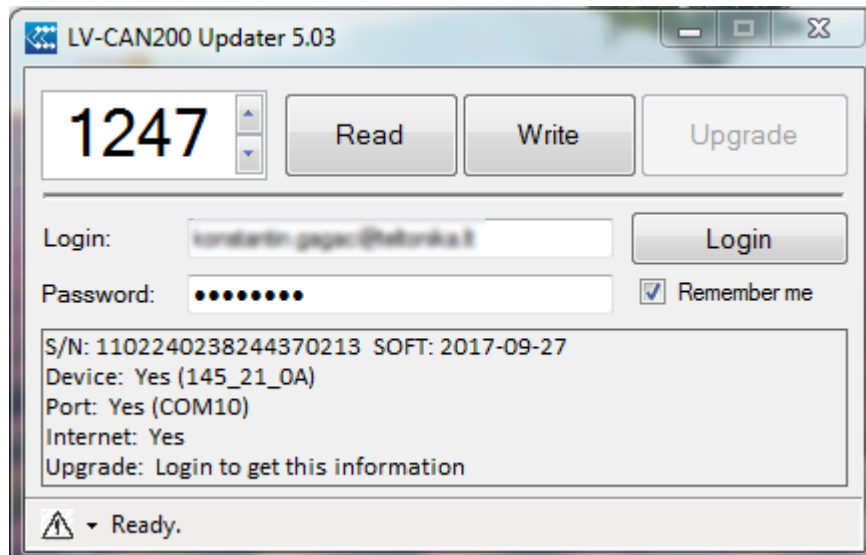 LV-CAN200 Updater 5.03
1247 Read Write Upgrade
Login: Login
Password: ●●●●●●●● Remember me
S/N: 1102240238244370213 SOFT: 2017-09-27
Device: Yes (145_21_0A)
Port: Yes (COM10)
Internet: Yes
Upgrade: Login to get this information
Ready.